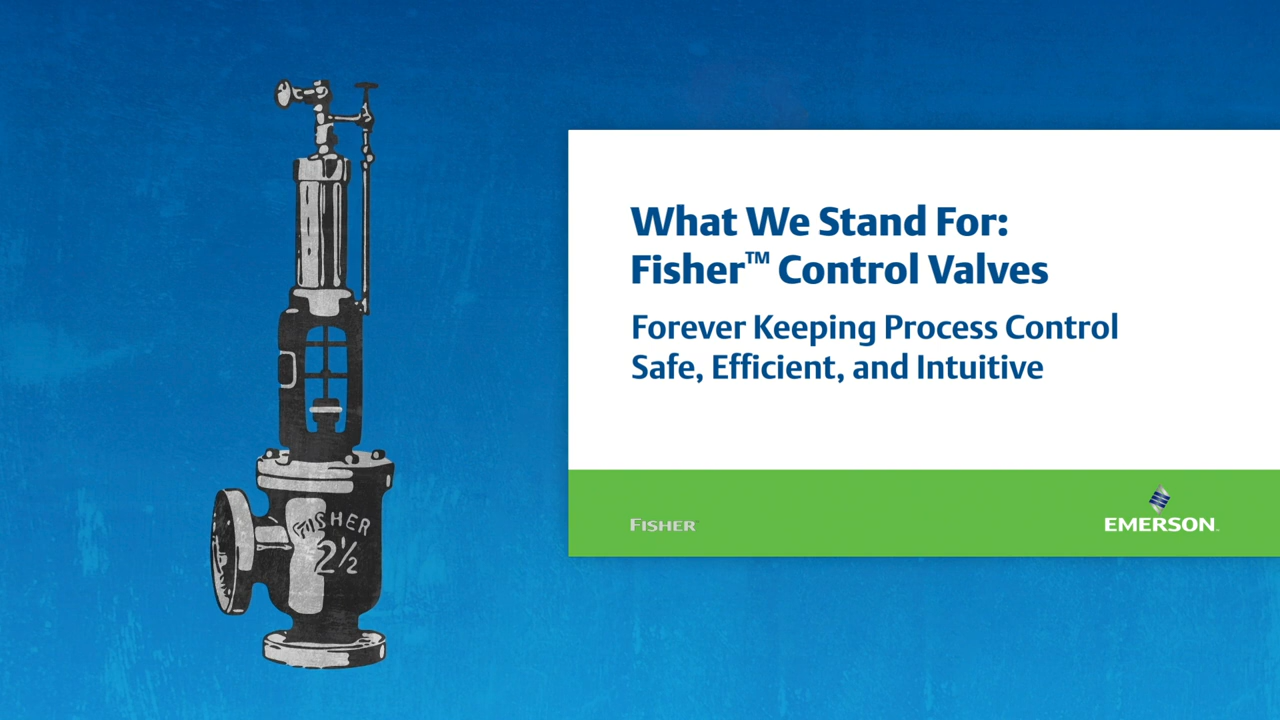 What We Stand For:
Fisher™ Control Valves
Forever Keeping Process Control
Safe, Efficient, and Intuitive
FISHER
EMERSON™
FISHER
2½